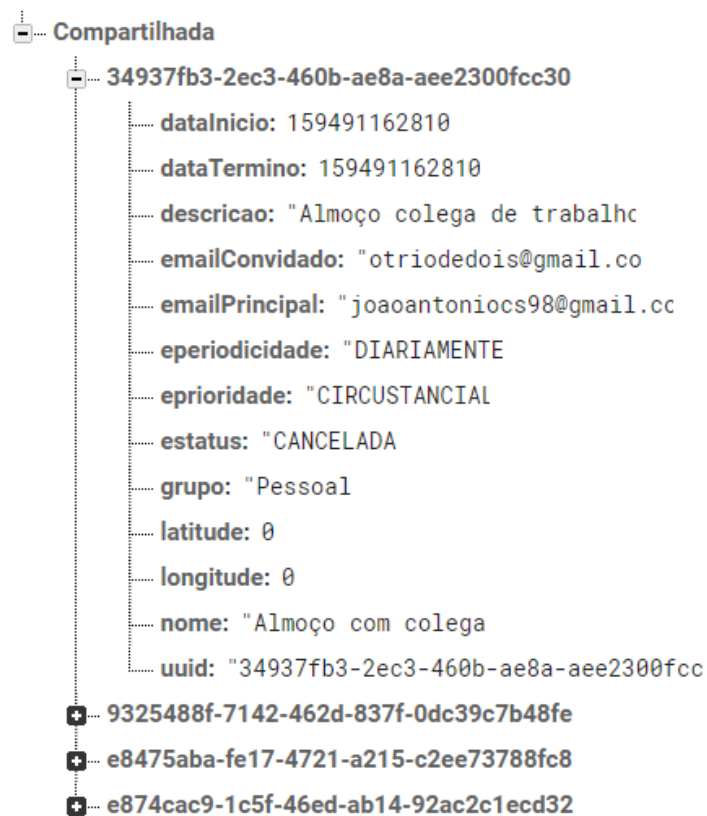 Compartilhada
34937fb3-2ec3-460b-ae8a-aee2300fcc30
dataInicio: 159491162810
dataTermino: 159491162810
descricao: "Almoço colega de trabalho
emailConvidado: "otriodedois@gmail.co
emailPrincipal: "joaoantoniocs98@gmail.cc
eperiodicidade: "DIARIAMENTE
eprioridade: "CIRCUSTANCIAL
estatus: "CANCELADA
grupo: "Pessoal
latitude: 0
longitude: 0
nome: "Almoço com colega
uuid: "34937fb3-2ec3-460b-ae8a-aee2300fcc
9325488f-7142-462d-837f-0dc39c7b48fe
e8475aba-fe17-4721-a215-c2ee73788fc8
e874cac9-1c5f-46ed-ab14-92ac2c1ecd32